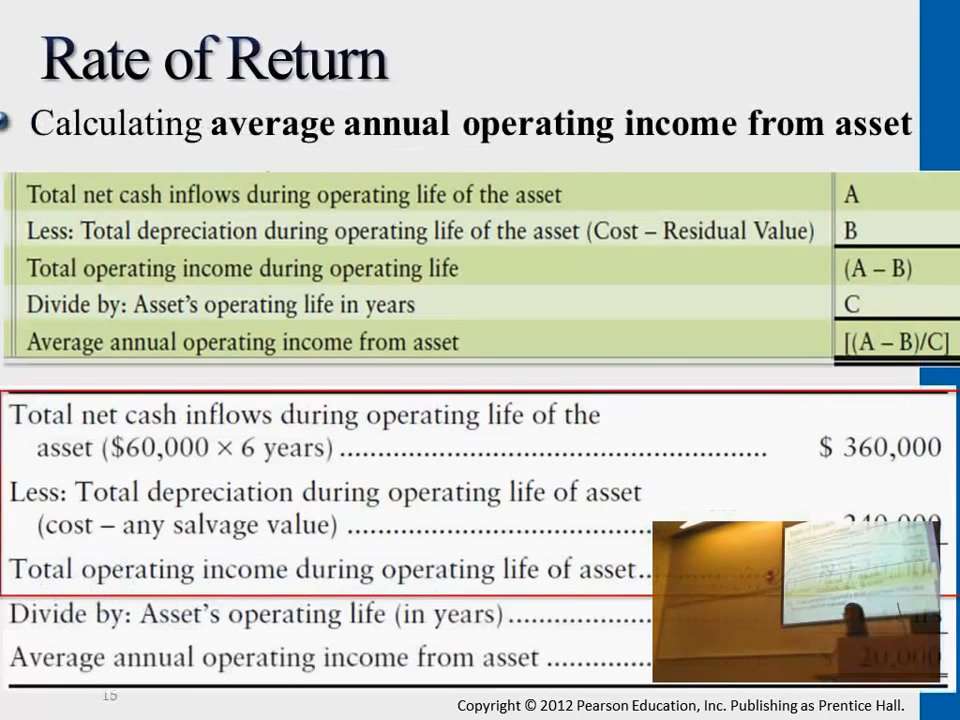 Rate of Return
Calculating average annual operating income from asset
Total net cash inflows during operating life of the asset A
Less: Total depreciation during operating life of the asset (Cost – Residual Value) B
Total operating income during operating life (A – B)
Divide by: Asset's operating life in years C
Average annual operating income from asset [(A – B)/C]
Total net cash inflows during operating life of the
asset ($60,000 × 6 years) $ 360,000
Less: Total depreciation during operating life of asset
(cost – any salvage value) 240,000
Total operating income during operating life of asset
Divide by: Asset's operating life (in years)
Average annual operating income from asset $ 20,000
15
Copyright © 2012 Pearson Education, Inc. Publishing as Prentice Hall.